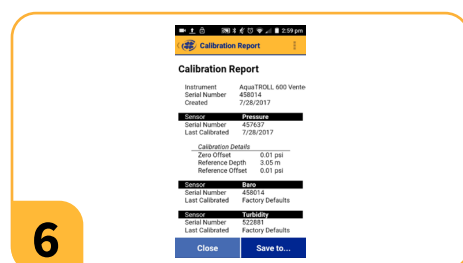 2:59 pm
Calibration Report
Calibration Report
Instrument AquaTROLL 600 Vente
Serial Number 458014
Created 7/28/2017
Sensor Pressure
Serial Number 457637
Last Calibrated 7/28/2017
Calibration Details
Zero Offset 0.01 psi
Reference Depth 3.05 m
Reference Offset 0.01 psi
Sensor Baro
Serial Number 458014
Last Calibrated Factory Defaults
Sensor Turbidity
Serial Number 522881
Last Calibrated Factory Defaults
Close Save to...
6